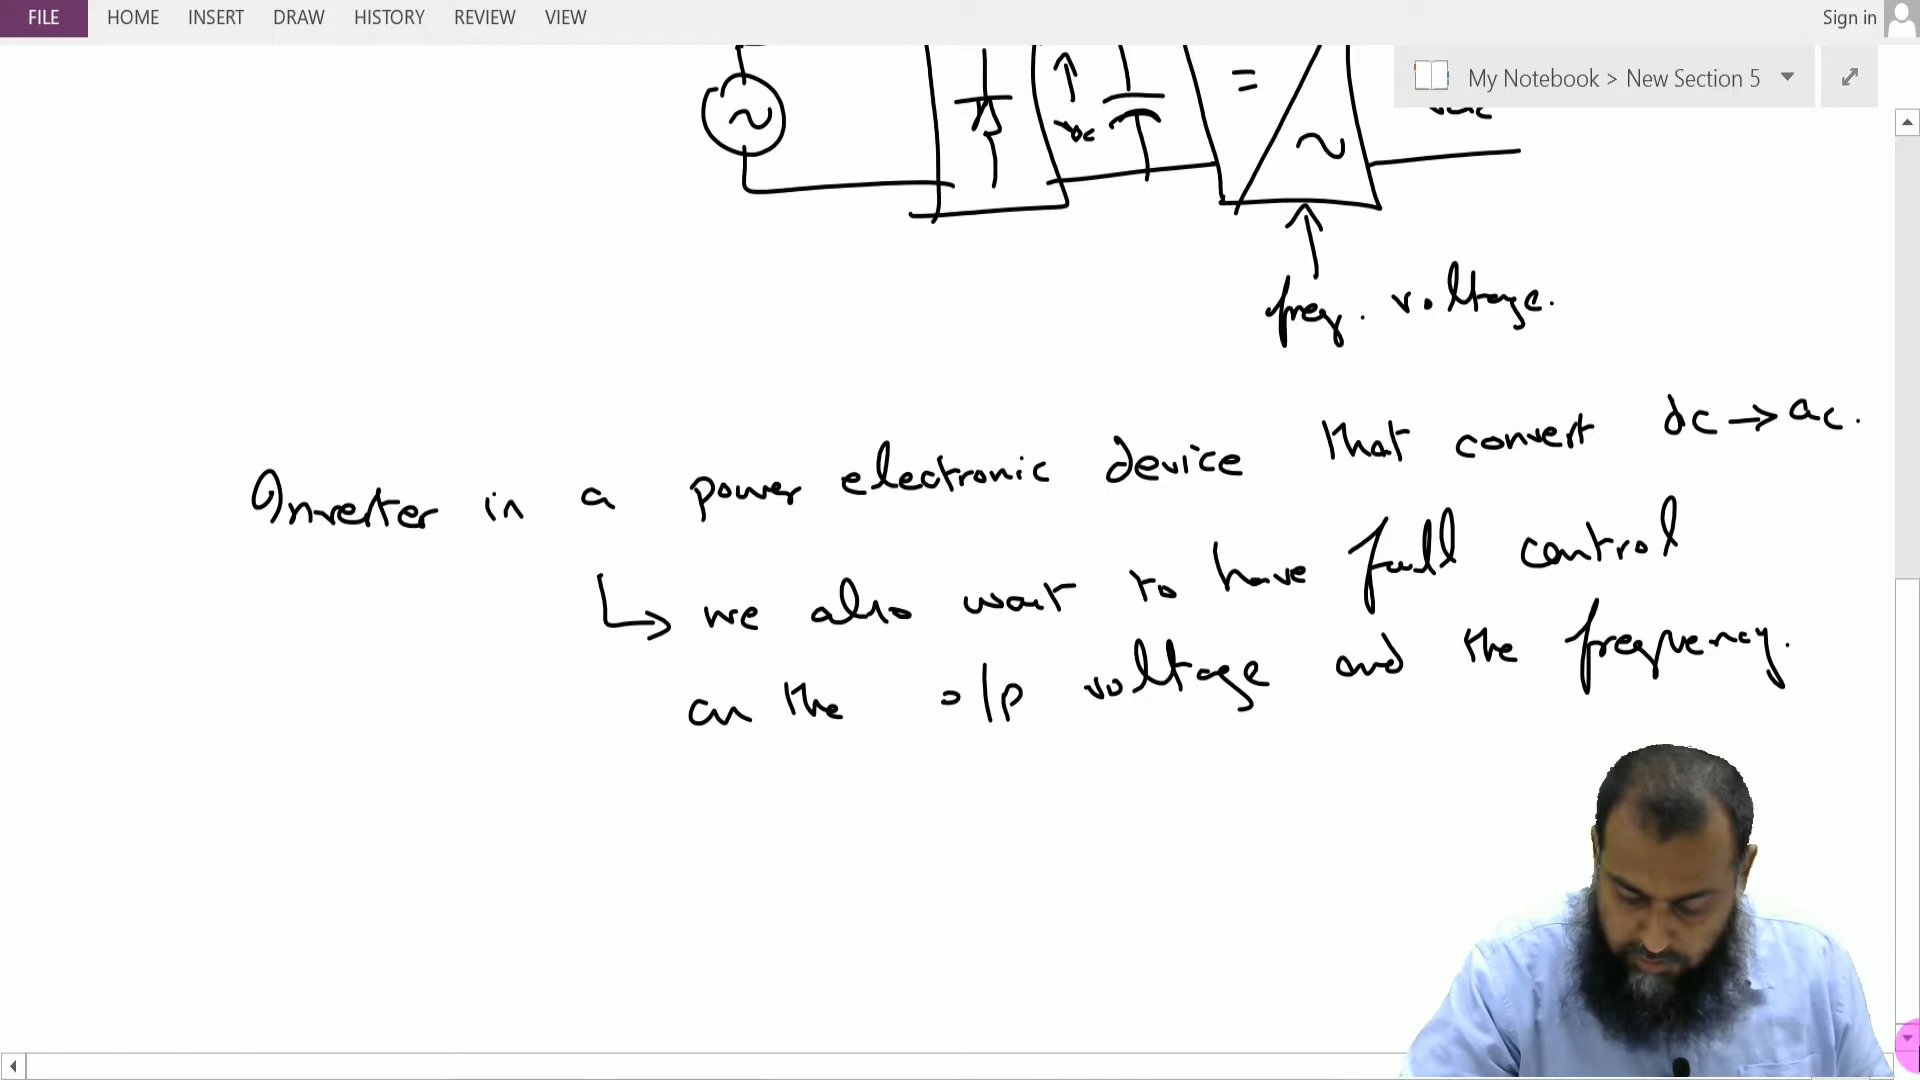 FILE HOME INSERT DRAW HISTORY REVIEW VIEW Sign in
My Notebook > New Section 5
freq. voltage.
Inverter in a power electronic device that convert dc → ac.
↳ we also want to have full control
on the o/p voltage and the frequency.